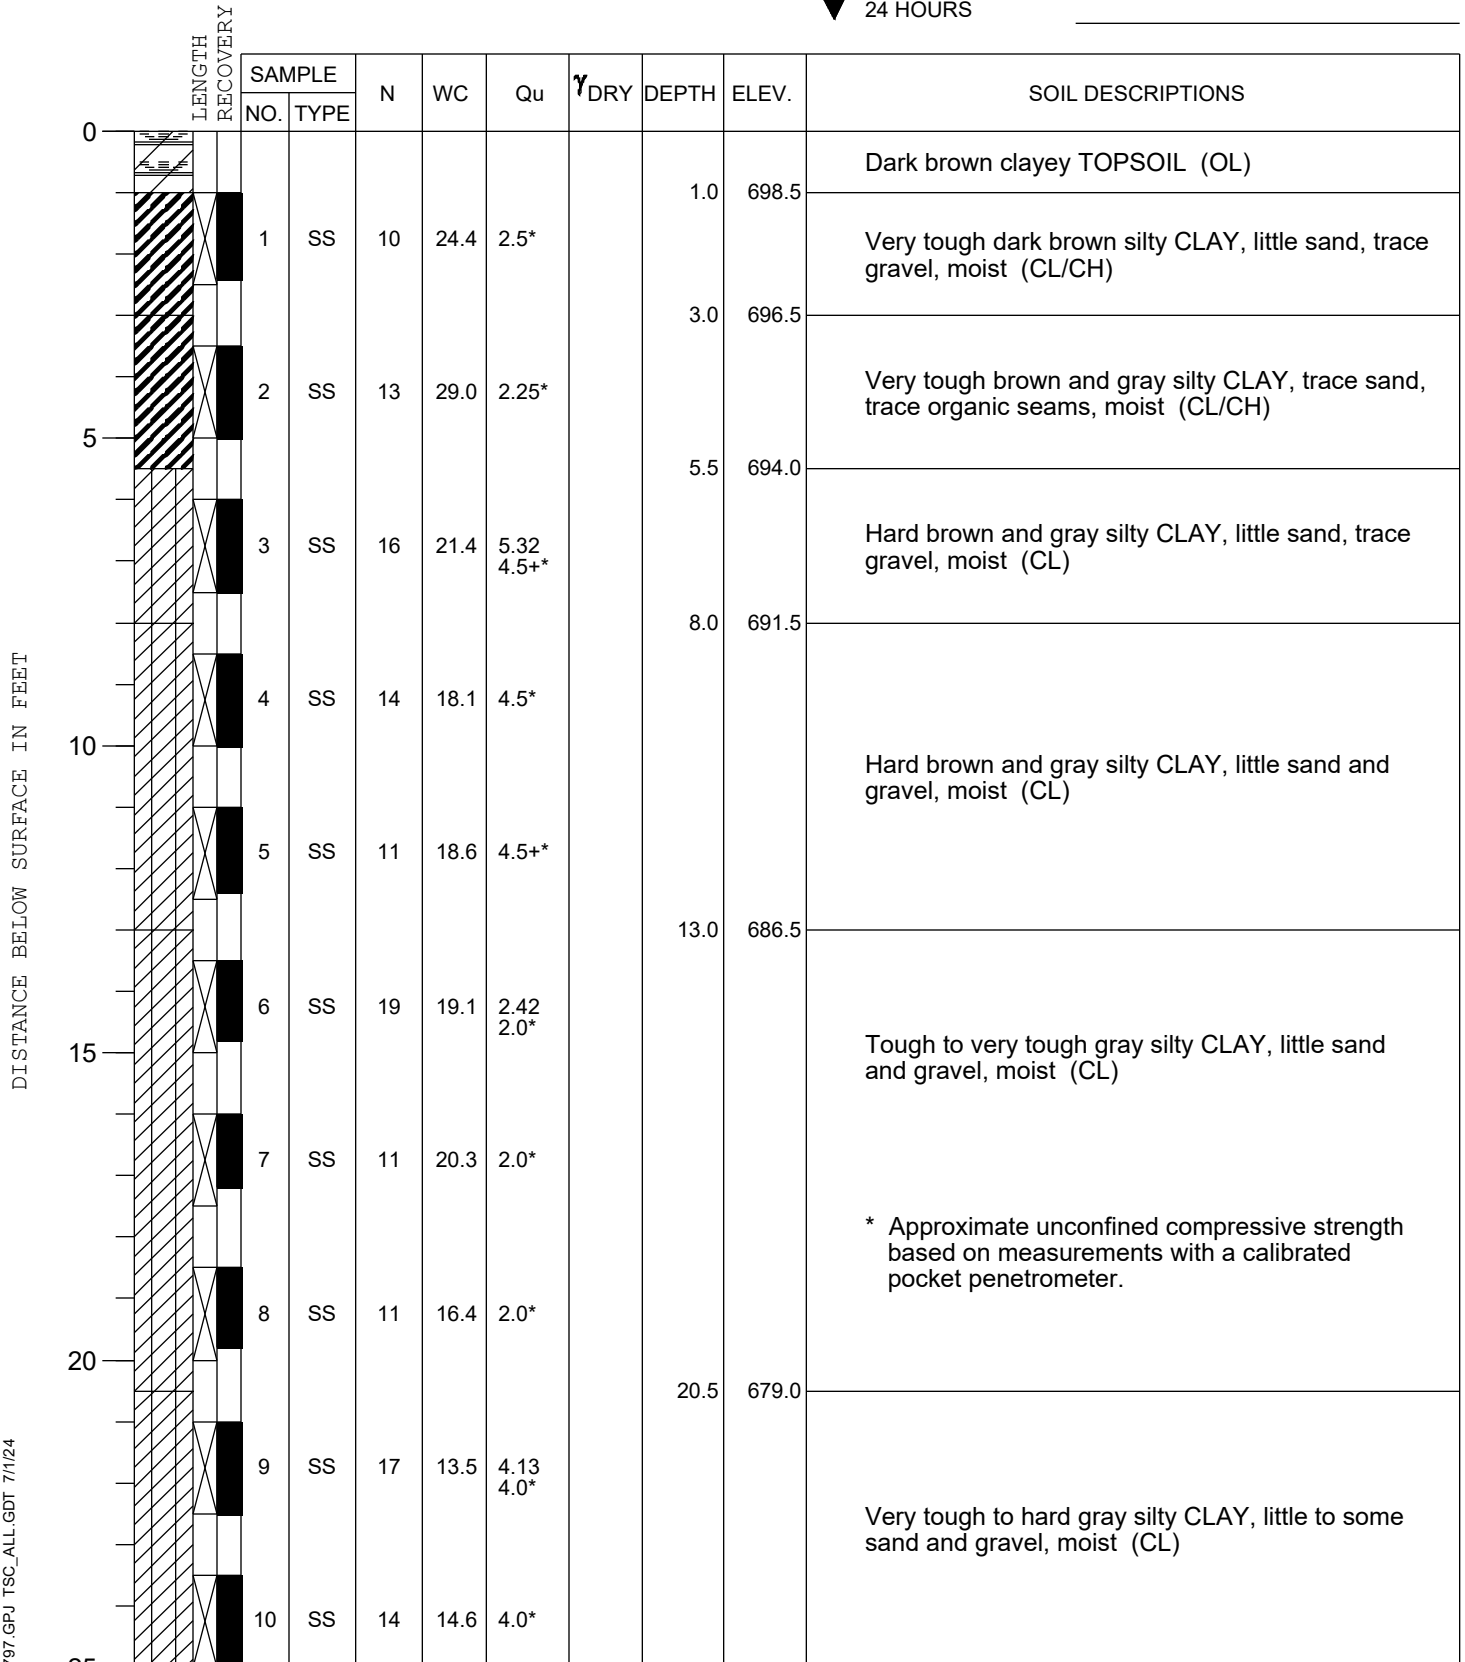 24 HOURS
LENGTH
RECOVERY
SAMPLE
NO. TYPE N WC Qu γDRY DEPTH ELEV. SOIL DESCRIPTIONS
0
Dark brown clayey TOPSOIL (OL)
1.0 698.5
1 SS 10 24.4 2.5*
Very tough dark brown silty CLAY, little sand, trace
gravel, moist (CL/CH)
3.0 696.5
2 SS 13 29.0 2.25*
Very tough brown and gray silty CLAY, trace sand,
trace organic seams, moist (CL/CH)
5
5.5 694.0
3 SS 16 21.4 5.32
4.5+*
Hard brown and gray silty CLAY, little sand, trace
gravel, moist (CL)
8.0 691.5
4 SS 14 18.1 4.5*
10
Hard brown and gray silty CLAY, little sand and
gravel, moist (CL)
5 SS 11 18.6 4.5+*
13.0 686.5
6 SS 19 19.1 2.42
2.0*
15
Tough to very tough gray silty CLAY, little sand
and gravel, moist (CL)
7 SS 11 20.3 2.0*
* Approximate unconfined compressive strength
based on measurements with a calibrated
pocket penetrometer.
8 SS 11 16.4 2.0*
20
20.5 679.0
9 SS 17 13.5 4.13
4.0*
Very tough to hard gray silty CLAY, little to some
sand and gravel, moist (CL)
10 SS 14 14.6 4.0*
DISTANCE BELOW SURFACE IN FEET
797.GPJ TSC_ALL.GDT 7/1/24